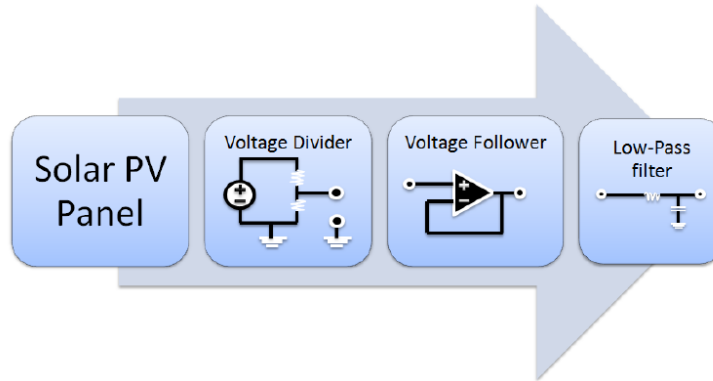 Solar PV
Panel
Voltage Divider
Voltage Follower
Low-Pass
filter